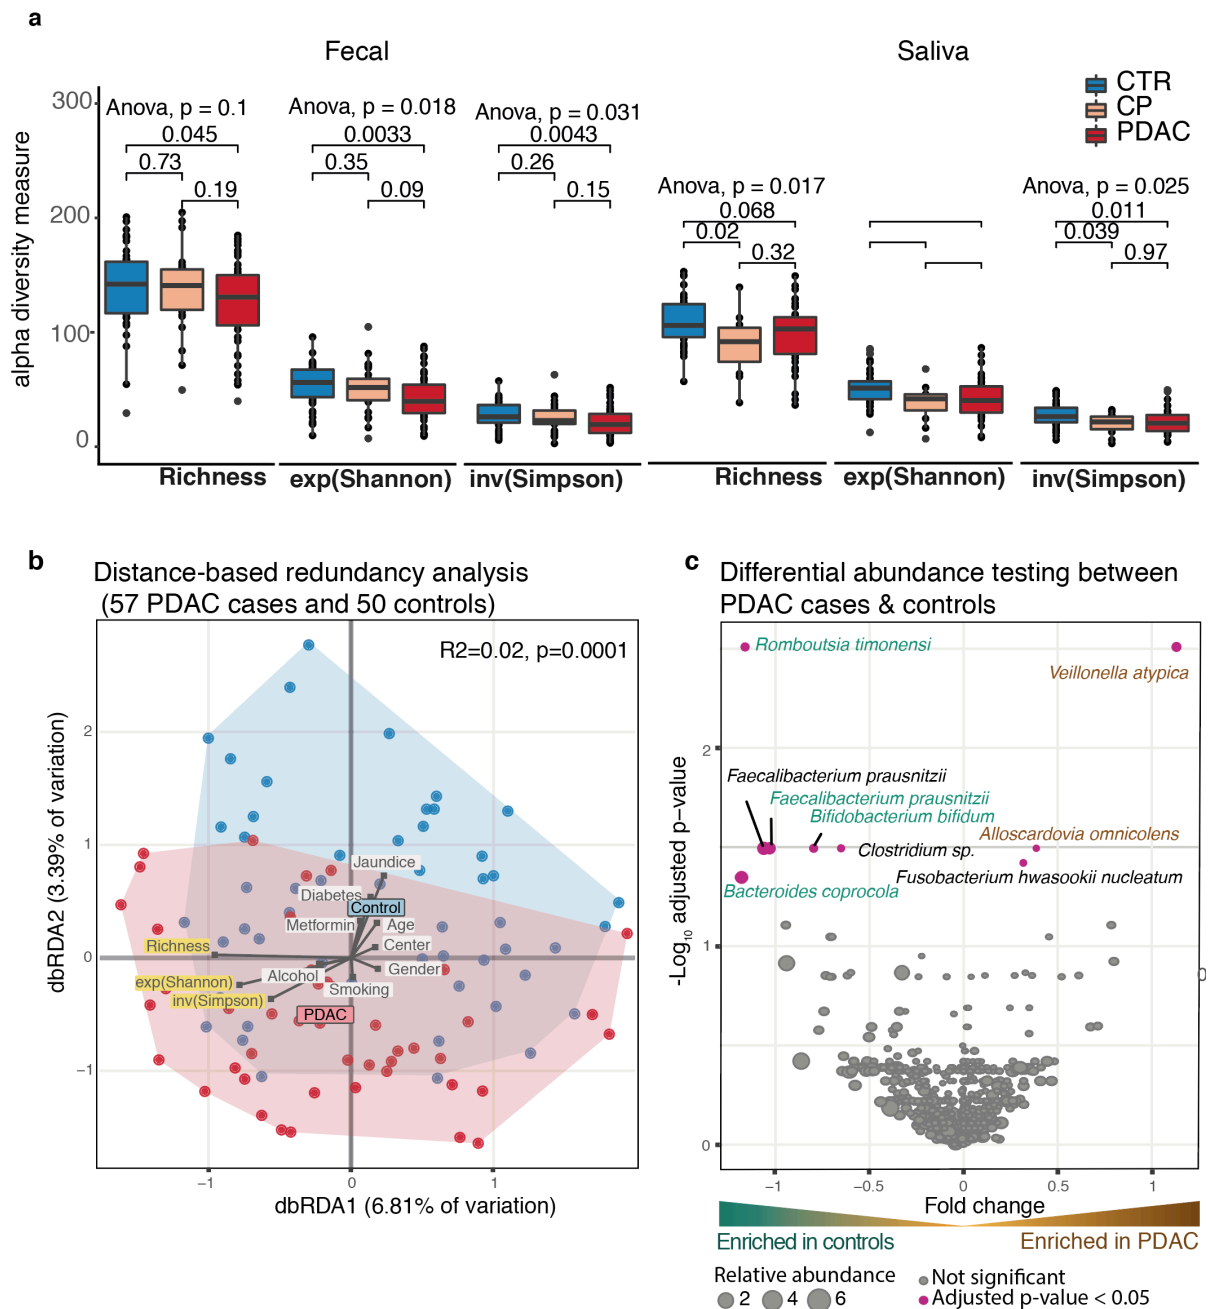 a
Fecal
Saliva
CTR
CP
PDAC
alpha diversity measure
300
200
100
0
Anova, p = 0.1
0.045
0.73
0.19
Anova, p = 0.018
0.0033
0.35
0.09
Anova, p = 0.031
0.0043
0.26
0.15
Anova, p = 0.017
0.068
0.02
0.32
Anova, p = 0.025
0.011
0.039
0.97
Richness
exp(Shannon)
inv(Simpson)
Richness
exp(Shannon)
inv(Simpson)
b
Distance-based redundancy analysis
(57 PDAC cases and 50 controls)
R2=0.02, p=0.0001
dbRDA2 (3.39% of variation)
2
1
0
−1
Jaundice
Diabetes
Control
Metformin
Age
Richness
Center
Gender
Alcohol
exp(Shannon)
Smoking
inv(Simpson)
PDAC
−1
0
1
dbRDA1 (6.81% of variation)
c
Differential abundance testing between
PDAC cases & controls
-Log10 adjusted p-value
2
1
0
Romboutsia timonensi
Veillonella atypica
Faecalibacterium prausnitzii
Faecalibacterium prausnitzii
Bifidobacterium bifidum
Alloscardovia omnicolens
Clostridium sp.
Fusobacterium hwasookii nucleatum
Bacteroides coprocola
−1
−0.5
0
0.5
1
Fold change
Enriched in controls
Enriched in PDAC
Relative abundance
2
4
6
Not significant
Adjusted p-value < 0.05